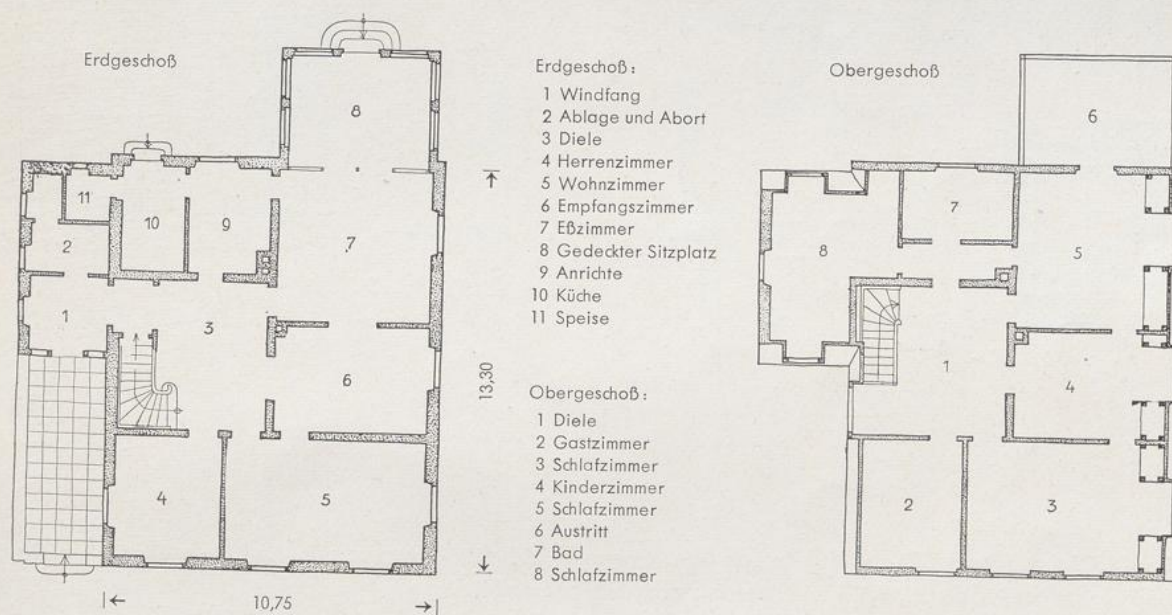 Erdgeschoß
8
11
10
9
2
7
1
3
6
4
5
10,75
13,30
Erdgeschoß:
1 Windfang
2 Ablage und Abort
3 Diele
4 Herrenzimmer
5 Wohnzimmer
6 Empfangszimmer
7 Eßzimmer
8 Gedeckter Sitzplatz
9 Anrichte
10 Küche
11 Speise
Obergeschoß:
1 Diele
2 Gastzimmer
3 Schlafzimmer
4 Kinderzimmer
5 Schlafzimmer
6 Austritt
7 Bad
8 Schlafzimmer
Obergeschoß
6
7
8
5
1
4
2
3